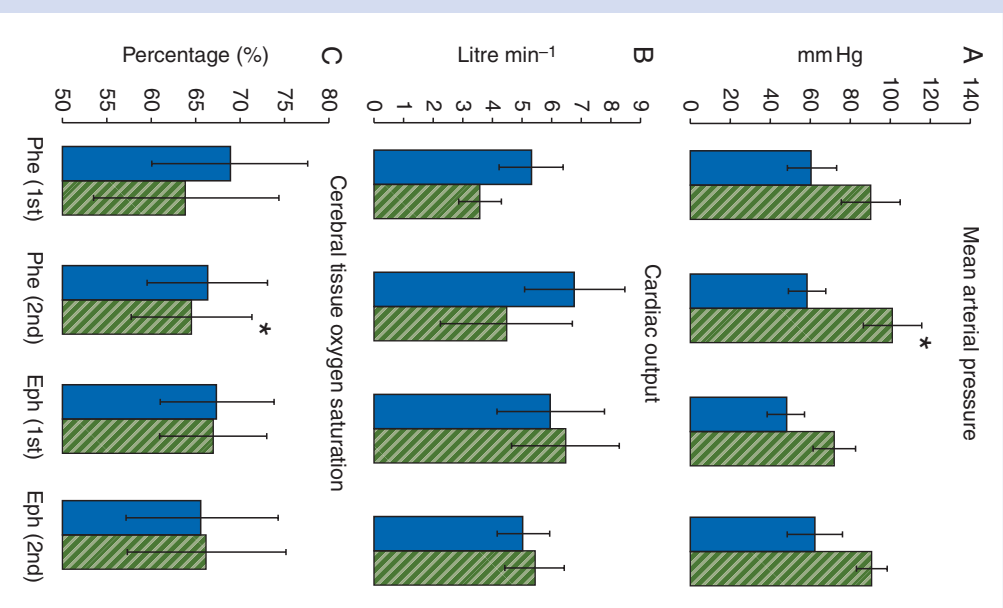 A
Mean arterial pressure
mm Hg
140
120
100
80
60
40
20
0
*
B
Cardiac output
Litre min–1
9
8
7
6
5
4
3
2
1
0
C
Cerebral tissue oxygen saturation
Percentage (%)
80
75
70
65
60
55
50
*
Phe (1st) Phe (2nd) Eph (1st) Eph (2nd)